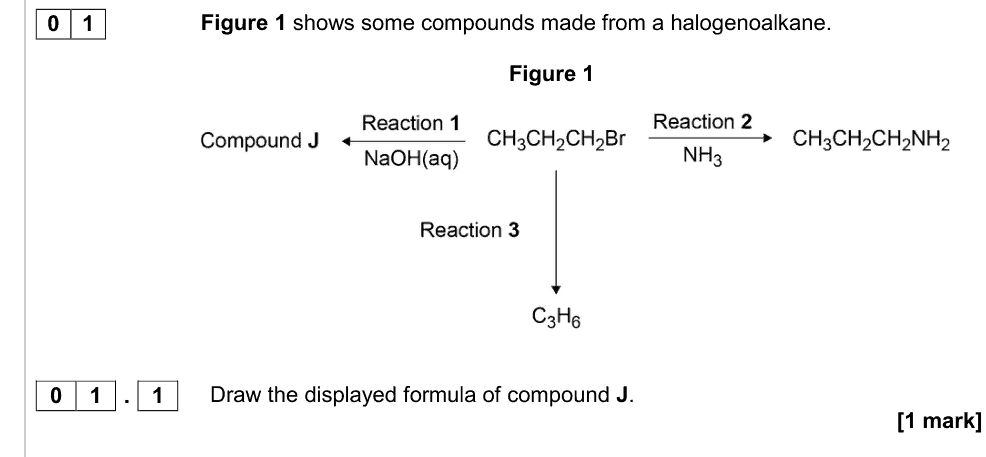 0 1 Figure 1 shows some compounds made from a halogenoalkane.
Figure 1
Compound J Reaction 1 NaOH(aq) CH₃CH₂CH₂Br Reaction 2 NH₃ CH₃CH₂CH₂NH₂
Reaction 3
C₃H₆
0 1 . 1 Draw the displayed formula of compound J.
[1 mark]